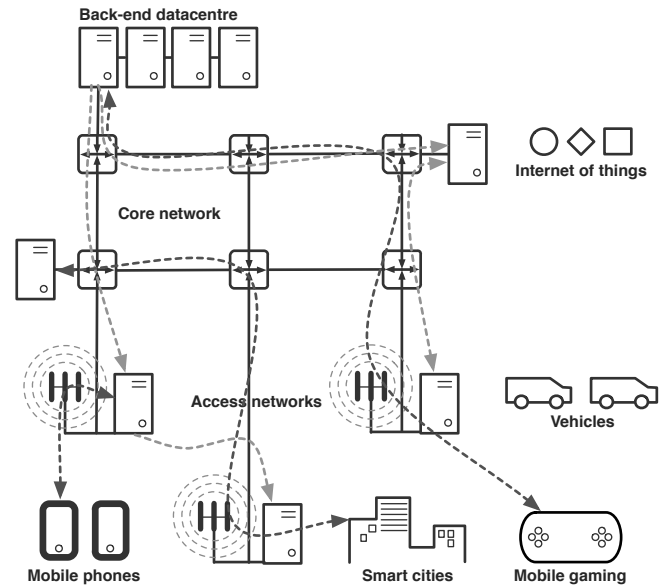 Back-end datacentre
Internet of things
Core network
Access networks
Vehicles
Mobile phones
Smart cities
Mobile gaming